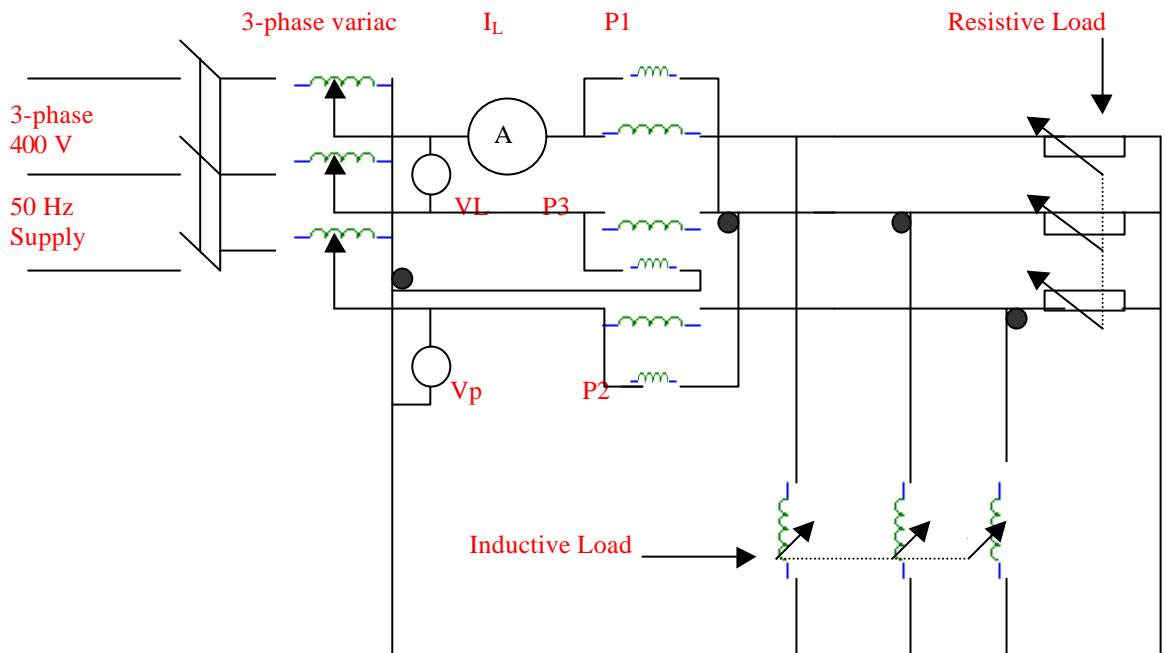 3-phase variac
I_L
P1
Resistive Load
3-phase
400 V
A
50 Hz
Supply
VL
P3
Vp
P2
Inductive Load